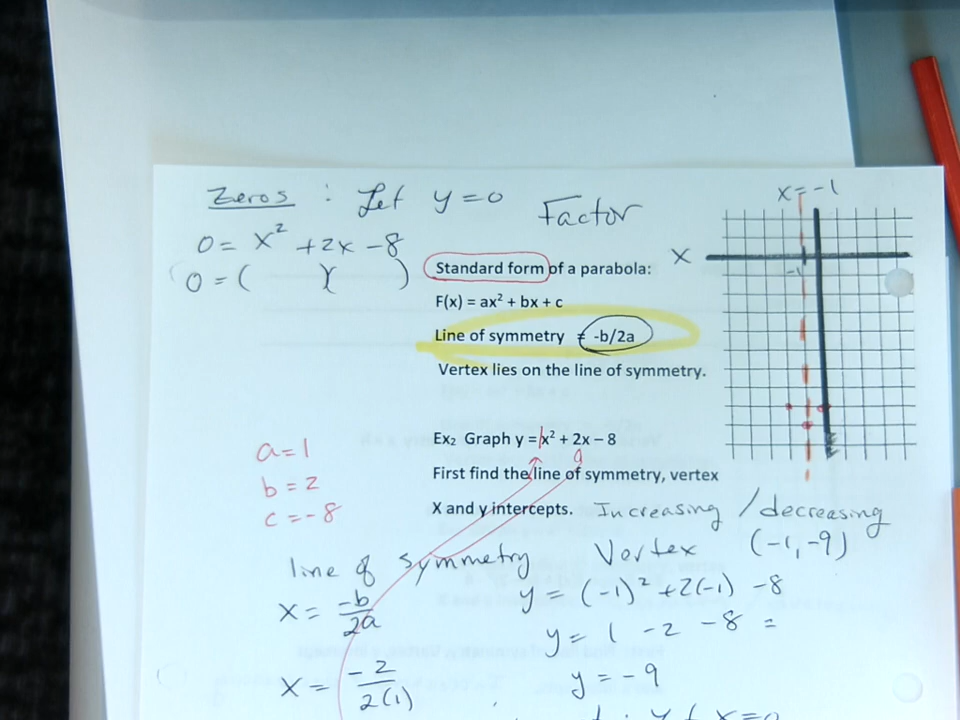 Zeros : Let y = 0 Factor
0 = x² + 2x - 8
0 = ( )( )
x = -1
X
-1
Standard form of a parabola:
F(x) = ax² + bx + c
Line of symmetry = -b/2a
Vertex lies on the line of symmetry.
Ex₂ Graph y = 1x² + 2x – 8
First find the line of symmetry, vertex
X and y intercepts. Increasing / decreasing
a = 1
b = 2
c = -8
line of symmetry
x = -b/2a
x = -2/2(1)
Vertex (-1, -9)
y = (-1)² + 2(-1) - 8
y = 1 - 2 - 8 =
y = -9